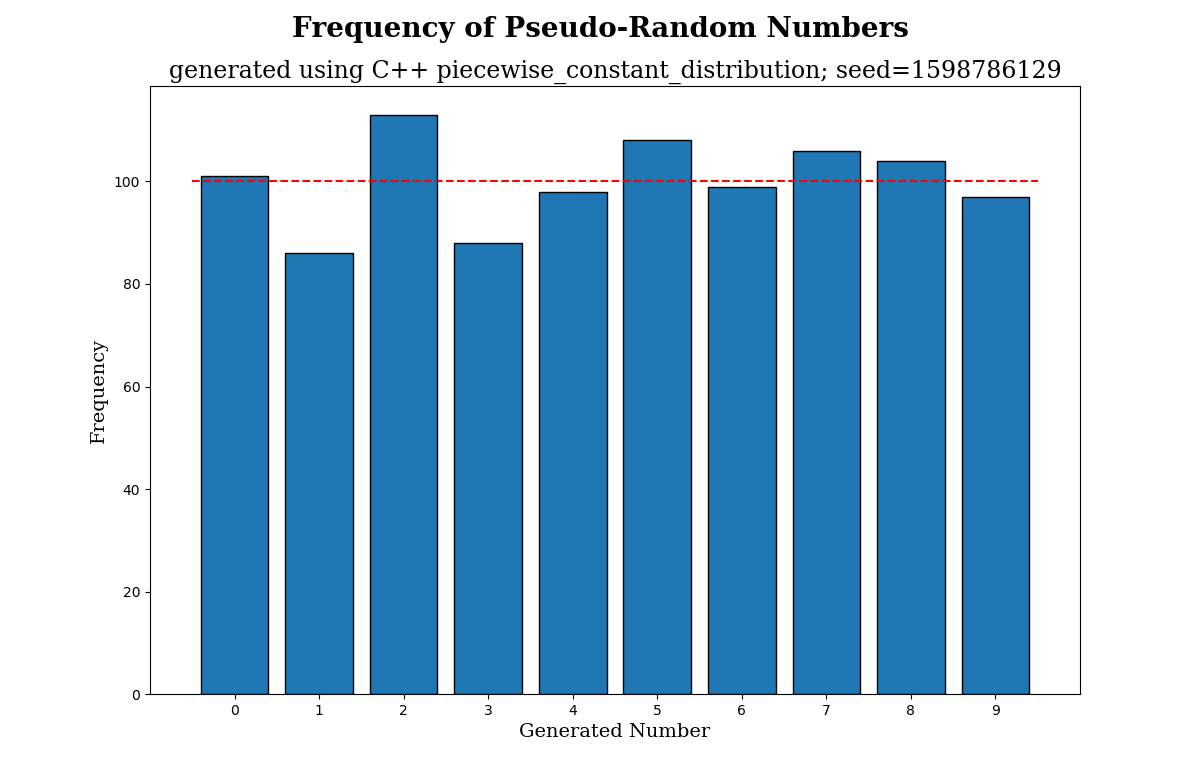 Frequency of Pseudo-Random Numbers
generated using C++ piecewise_constant_distribution; seed=1598786129
100
80
60
40
20
0
Frequency
0 1 2 3 4 5 6 7 8 9
Generated Number